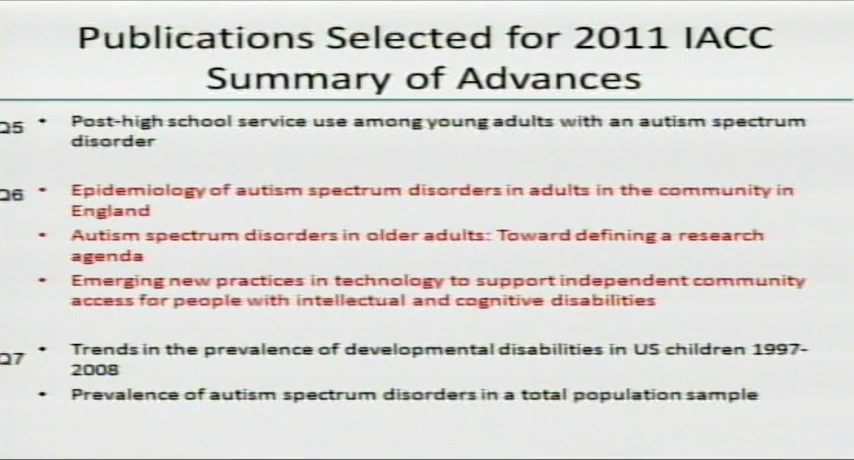 Publications Selected for 2011 IACC
Summary of Advances
Q5 • Post-high school service use among young adults with an autism spectrum
disorder
Q6 • Epidemiology of autism spectrum disorders in adults in the community in
England
• Autism spectrum disorders in older adults: Toward defining a research
agenda
• Emerging new practices in technology to support independent community
access for people with intellectual and cognitive disabilities
Q7 • Trends in the prevalence of developmental disabilities in US children 1997-
2008
• Prevalence of autism spectrum disorders in a total population sample